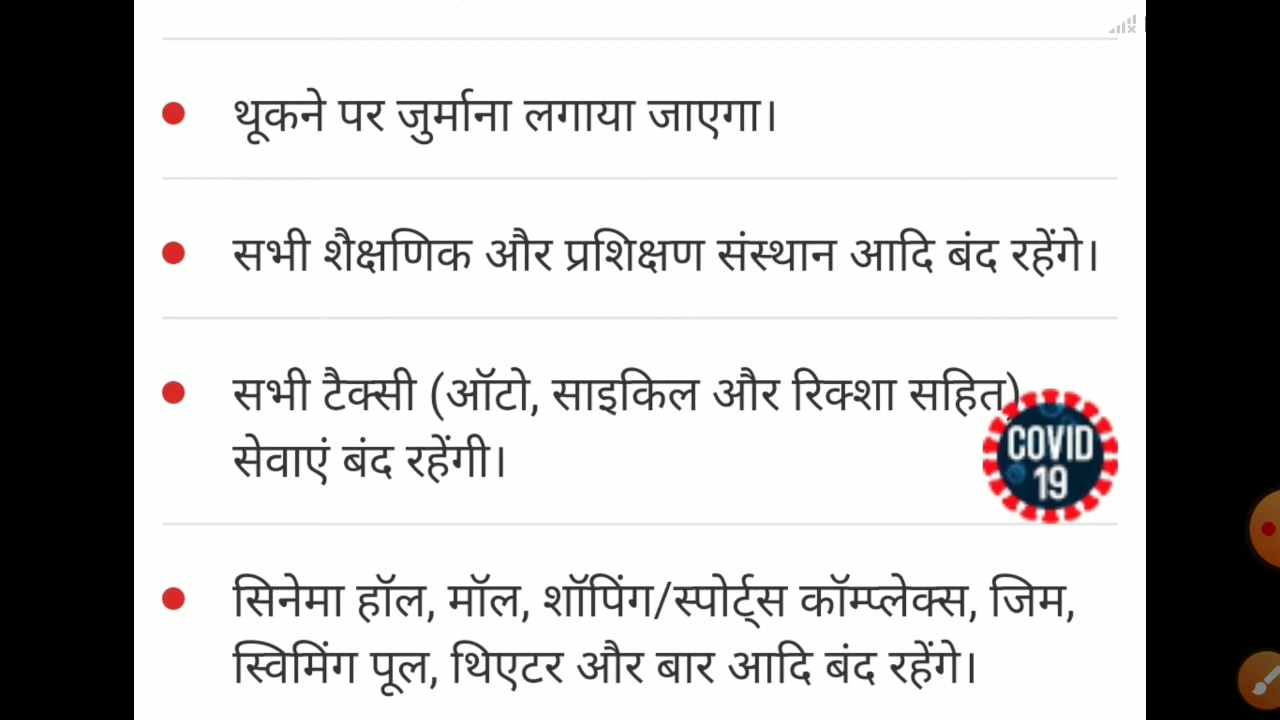 थूकने पर जुर्माना लगाया जाएगा।
सभी शैक्षणिक और प्रशिक्षण संस्थान आदि बंद रहेंगे।
सभी टैक्सी (ऑटो, साइकिल और रिक्शा सहित)
सेवाएं बंद रहेंगी।
COVID
19
सिनेमा हॉल, मॉल, शॉपिंग/स्पोर्ट्स कॉम्प्लेक्स, जिम,
स्विमिंग पूल, थिएटर और बार आदि बंद रहेंगे।